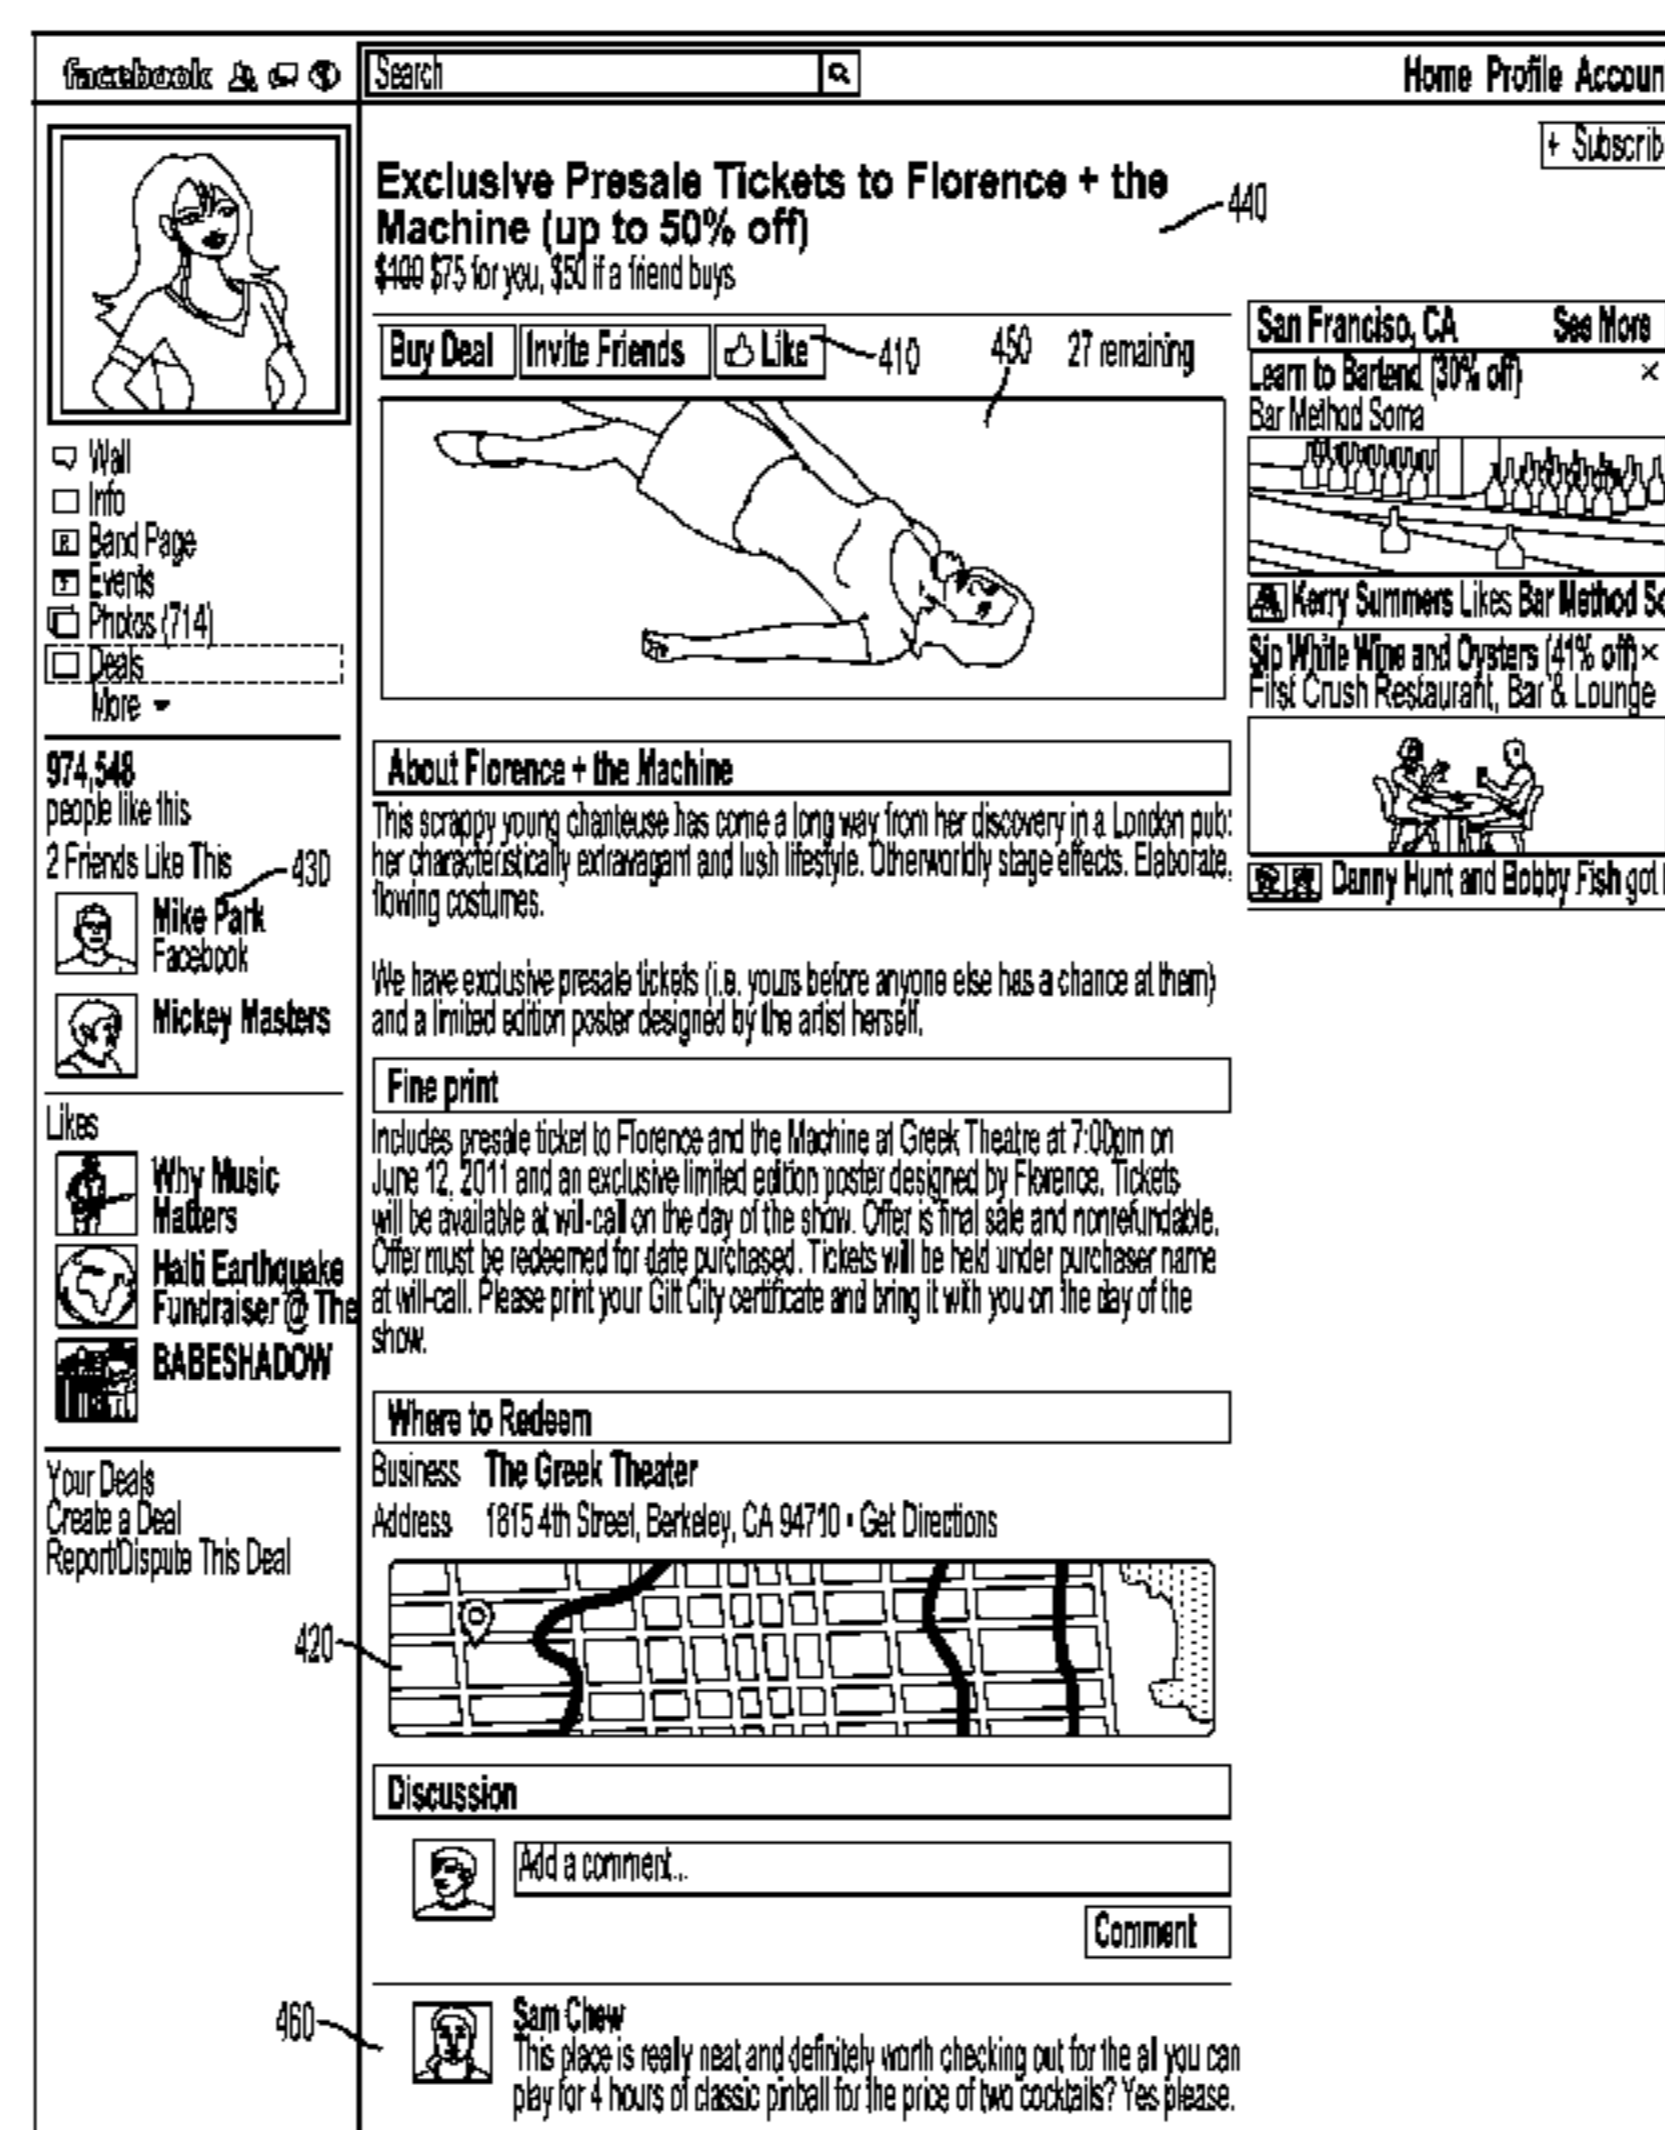 facebook
Search
Home Profile Accoun
+ Subscrib
Exclusive Presale Tickets to Florence + the
Machine (up to 50% off)
440
$100 $75 for you, $50 if a friend buys
Buy Deal Invite Friends Like
410
450
27 remaining
Wall
Info
Band Page
Events
Photos (714)
Deals
More
974,548
people like this
2 Friends Like This
430
Mike Park
Facebook
Mickey Masters
Likes
Why Music
Matters
Haiti Earthquake
Fundraiser @ The
BABESHADOW
Your Deals
Create a Deal
Report/Dispute This Deal
About Florence + the Machine
This scrappy young chanteuse has come a long way from her discovery in a London pub:
her characteristically extravagant and lush lifestyle. Otherworldly stage effects. Elaborate,
flowing costumes.
We have exclusive presale tickets (i.e. yours before anyone else has a chance at them)
and a limited edition poster designed by the artist herself.
Fine print
Includes presale ticket to Florence and the Machine at Greek Theatre at 7:00pm on
June 12, 2011 and an exclusive limited edition poster designed by Florence. Tickets
will be available at will-call on the day of the show. Offer is final sale and nonrefundable.
Offer must be redeemed for date purchased. Tickets will be held under purchaser name
at will-call. Please print your Gilt City certificate and bring it with you on the day of the
show.
Where to Redeem
Business The Greek Theater
Address 1815 4th Street, Berkeley, CA 94710 • Get Directions
420
Discussion
Add a comment...
Comment
460
Sam Chew
This place is really neat and definitely worth checking out for the all you can
play for 4 hours of classic pinball for the price of two cocktails? Yes please.
San Franciso, CA See More
Learn to Bartend (30% off) ×
Bar Method Soma
Kerry Summers Likes Bar Method So
Sip White Wine and Oysters (41% off) ×
First Crush Restaurant, Bar & Lounge
Danny Hunt and Bobby Fish got